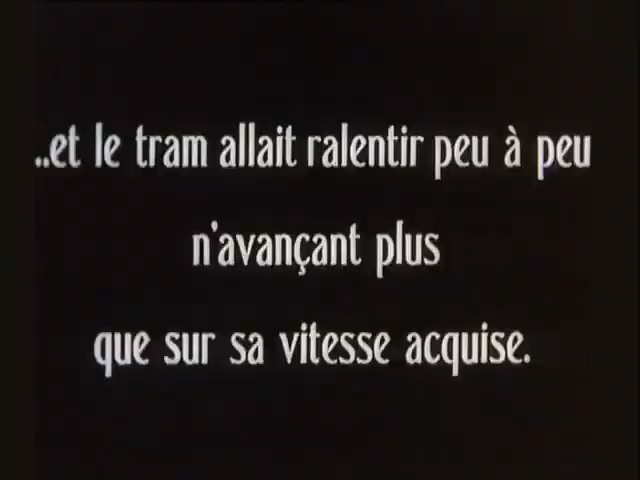 ..et le tram allait ralentir peu à peu
n'avançant plus
que sur sa vitesse acquise.